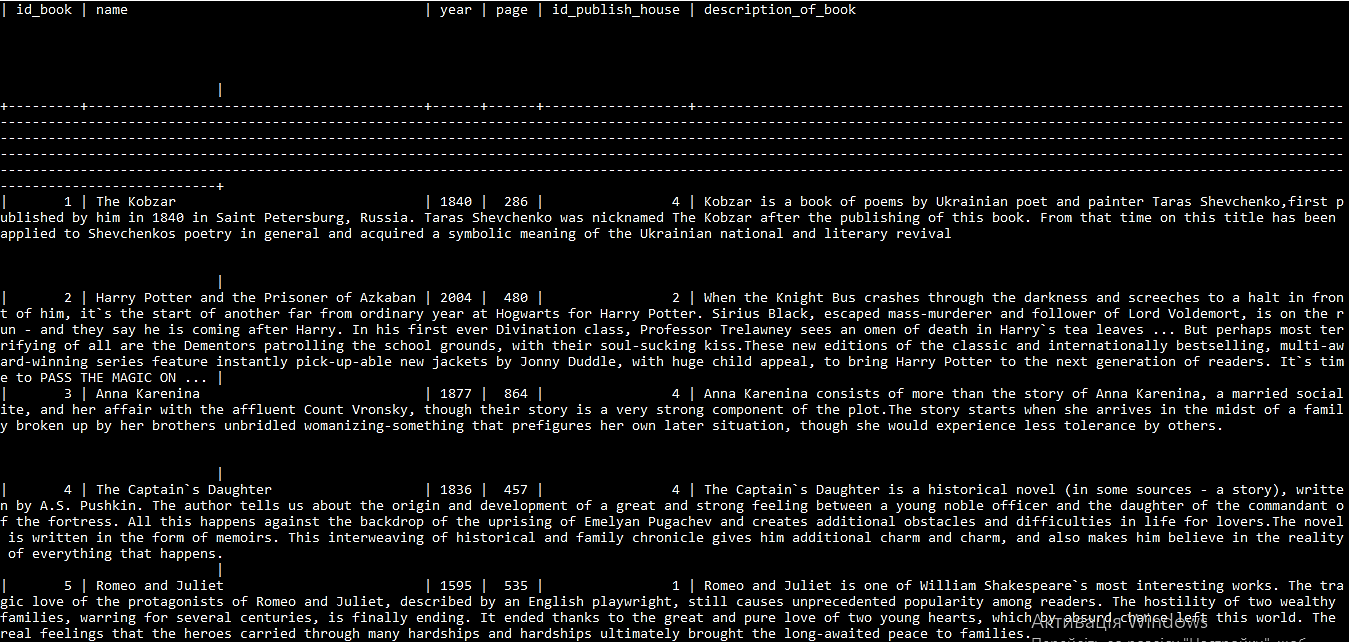 | id_book | name | year | page | id_publish_house | description_of_book
|
+---------+------------------------------------------+------+------+------------------+---------------------------------------------------------------------------------
------------------------------------------------------------------------------------------------------------------------------------------------------------------------
------------------------------------------------------------------------------------------------------------------------------------------------------------------------
------------------------------------------------------------------------------------------------------------------------------------------------------------------------
------------------------------------------------------------------------------------------------------------------------------------------------------------------------
---------------------------+
| 1 | The Kobzar | 1840 | 286 | 4 | Kobzar is a book of poems by Ukrainian poet and painter Taras Shevchenko,first p
ublished by him in 1840 in Saint Petersburg, Russia. Taras Shevchenko was nicknamed The Kobzar after the publishing of this book. From that time on this title has been
applied to Shevchenkos poetry in general and acquired a symbolic meaning of the Ukrainian national and literary revival
|
| 2 | Harry Potter and the Prisoner of Azkaban | 2004 | 480 | 2 | When the Knight Bus crashes through the darkness and screeches to a halt in fron
t of him, it`s the start of another far from ordinary year at Hogwarts for Harry Potter. Sirius Black, escaped mass-murderer and follower of Lord Voldemort, is on the r
un - and they say he is coming after Harry. In his first ever Divination class, Professor Trelawney sees an omen of death in Harry`s tea leaves ... But perhaps most ter
rifying of all are the Dementors patrolling the school grounds, with their soul-sucking kiss.These new editions of the classic and internationally bestselling, multi-aw
ard-winning series feature instantly pick-up-able new jackets by Jonny Duddle, with huge child appeal, to bring Harry Potter to the next generation of readers. It`s tim
e to PASS THE MAGIC ON ... |
| 3 | Anna Karenina | 1877 | 864 | 4 | Anna Karenina consists of more than the story of Anna Karenina, a married social
ite, and her affair with the affluent Count Vronsky, though their story is a very strong component of the plot.The story starts when she arrives in the midst of a famil
y broken up by her brothers unbridled womanizing-something that prefigures her own later situation, though she would experience less tolerance by others.
|
| 4 | The Captain`s Daughter | 1836 | 457 | 4 | The Captain`s Daughter is a historical novel (in some sources - a story), writte
n by A.S. Pushkin. The author tells us about the origin and development of a great and strong feeling between a young noble officer and the daughter of the commandant o
f the fortress. All this happens against the backdrop of the uprising of Emelyan Pugachev and creates additional obstacles and difficulties in life for lovers.The novel
is written in the form of memoirs. This interweaving of historical and family chronicle gives him additional charm and charm, and also makes him believe in the reality
of everything that happens.
|
| 5 | Romeo and Juliet | 1595 | 535 | 1 | Romeo and Juliet is one of William Shakespeare`s most interesting works. The tra
gic love of the protagonists of Romeo and Juliet, described by an English playwright, still causes unprecedented popularity among readers. The hostility of two wealthy
families, warring for several centuries, is finally ending. It ended thanks to the great and pure love of two young hearts, which by absurd chance left this world. The
real feelings that the heroes carried through many hardships and hardships ultimately brought the long-awaited peace to families.
Активація Windows